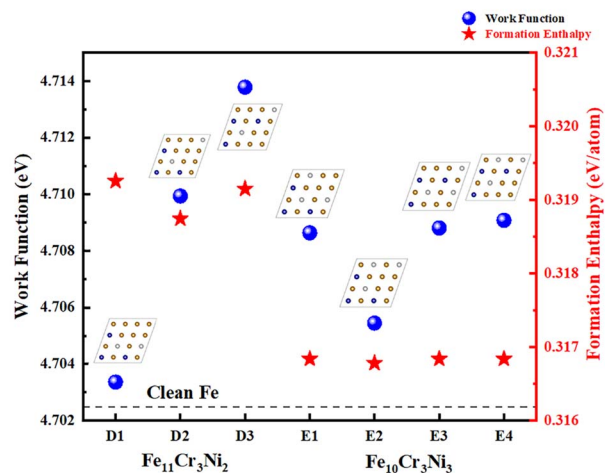 Work Function
Formation Enthalpy
4.714
4.712
4.710
4.708
4.706
4.704
4.702
Work Function (eV)
0.321
0.320
0.319
0.318
0.317
0.316
Formation Enthalpy (eV/atom)
Clean Fe
D1 D2 D3 E1 E2 E3 E4
Fe₁₁Cr₃Ni₂ Fe₁₀Cr₃Ni₃